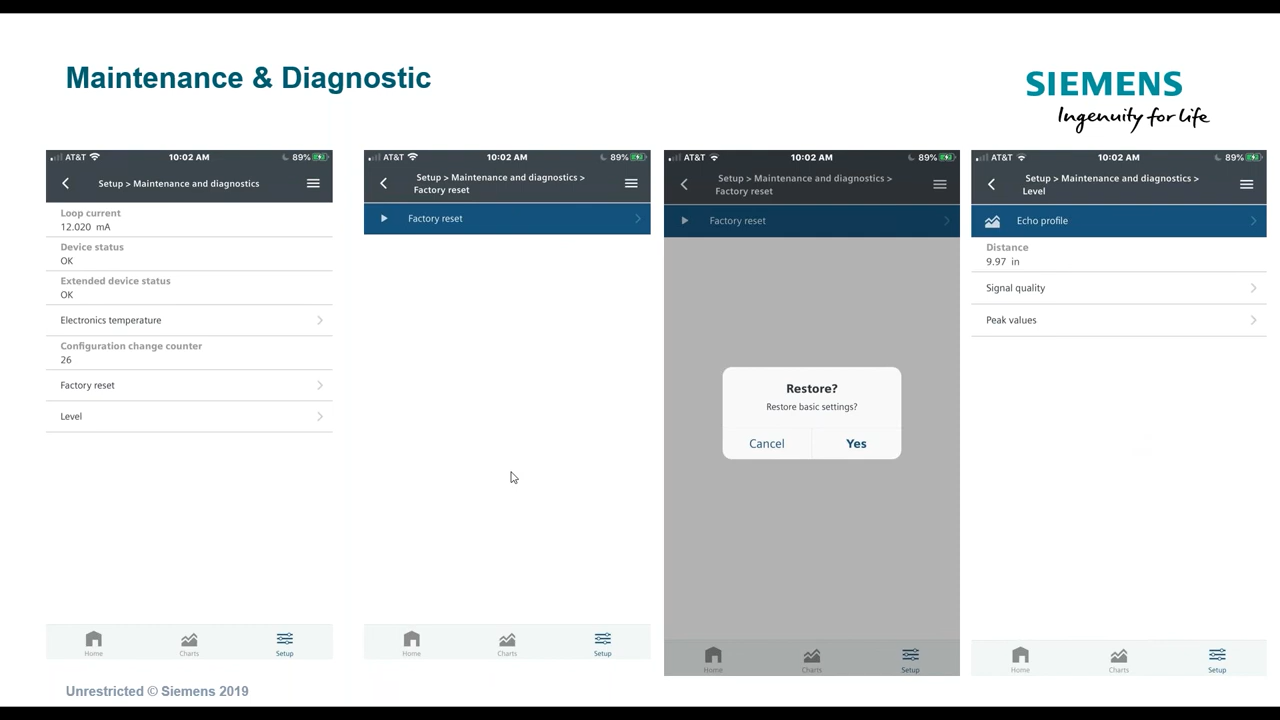 Maintenance & Diagnostic
SIEMENS
Ingenuity for life
AT&T
10:02 AM
89%
Setup > Maintenance and diagnostics
Loop current
12.020 mA
Device status
OK
Extended device status
OK
Electronics temperature
Configuration change counter
26
Factory reset
Level
Home
Charts
Setup
AT&T
10:02 AM
89%
Setup > Maintenance and diagnostics >
Factory reset
Factory reset
Home
Charts
Setup
AT&T
10:02 AM
89%
Setup > Maintenance and diagnostics >
Factory reset
Factory reset
Restore?
Restore basic settings?
Cancel
Yes
Home
Charts
Setup
AT&T
10:02 AM
89%
Setup > Maintenance and diagnostics >
Level
Echo profile
Distance
9.97 in
Signal quality
Peak values
Home
Charts
Setup
Unrestricted © Siemens 2019